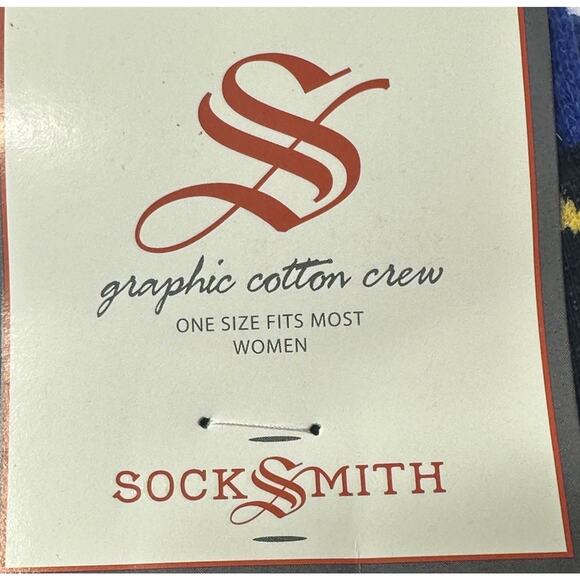 S
graphic cotton crew
ONE SIZE FITS MOST
WOMEN
SOCKSMITH